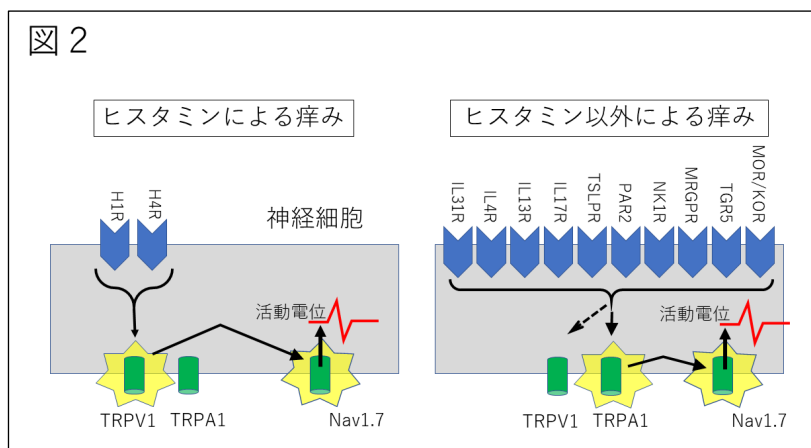 図２
ヒスタミンによる痒み
H1R
H4R
神経細胞
活動電位
TRPV1
TRPA1
Nav1.7
ヒスタミン以外による痒み
IL31R
IL4R
IL13R
IL17R
TSLPR
PAR2
NK1R
MRGPR
TGR5
MOR/KOR
活動電位
TRPV1
TRPA1
Nav1.7